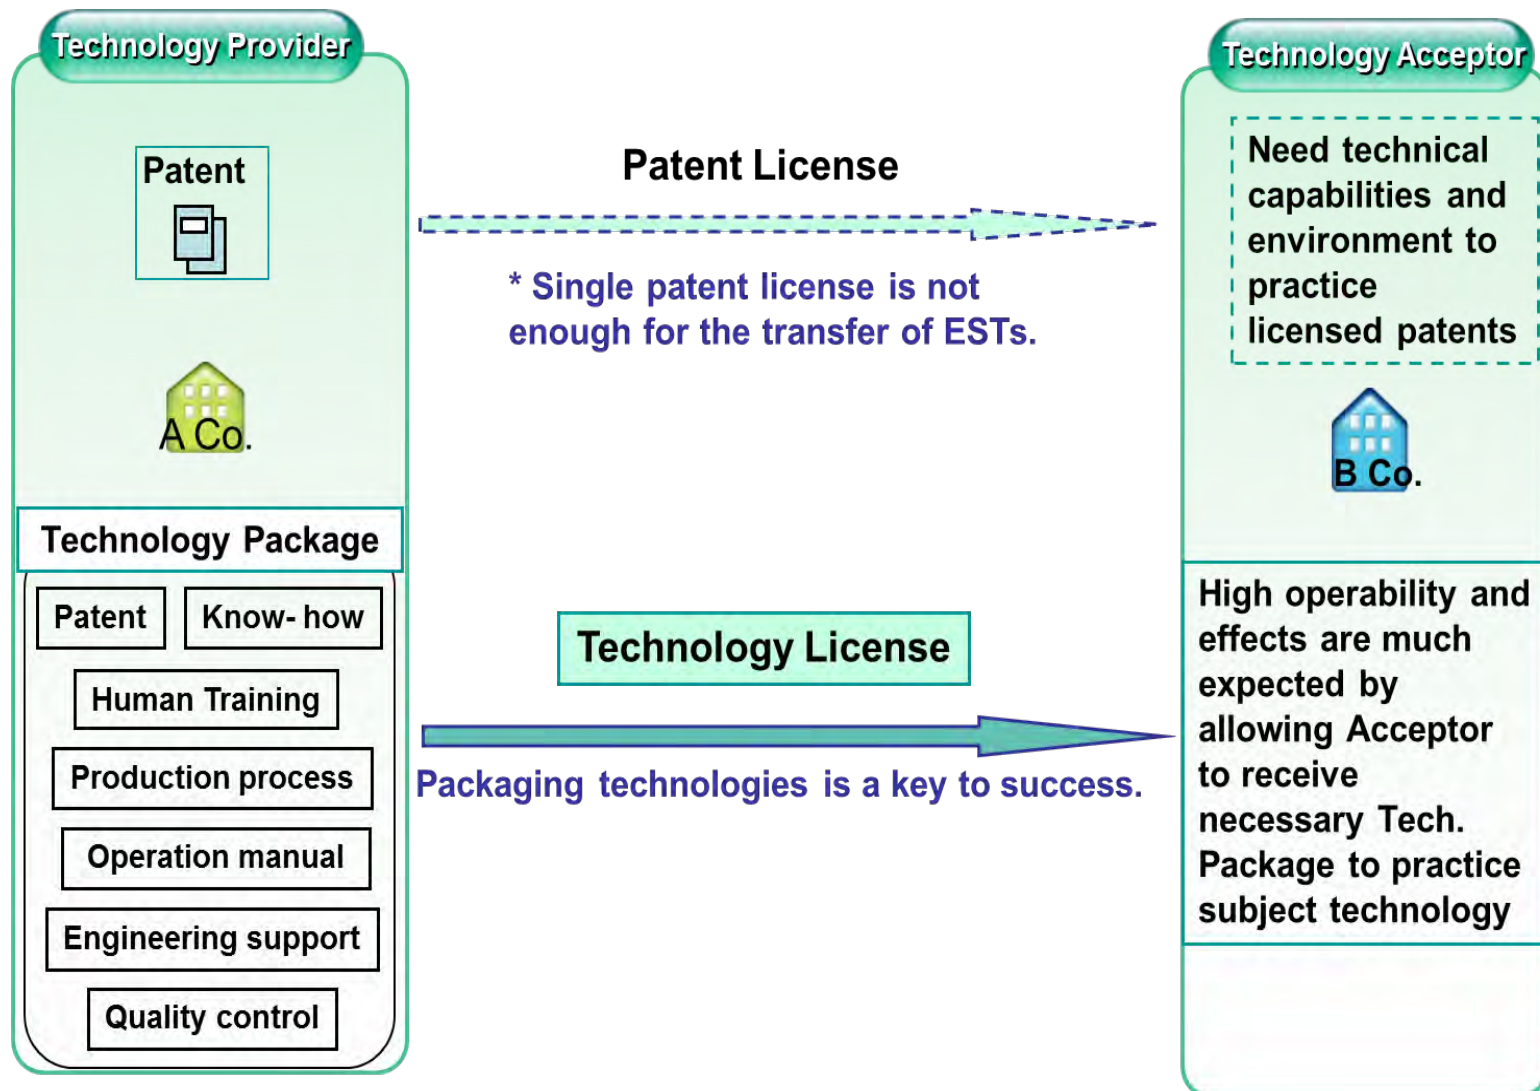 Technology Provider
Patent
A Co.
Technology Package
Patent
Know- how
Human Training
Production process
Operation manual
Engineering support
Quality control
Patent License
* Single patent license is not
enough for the transfer of ESTs.
Technology License
Packaging technologies is a key to success.
Technology Acceptor
Need technical
capabilities and
environment to
practice
licensed patents
B Co.
High operability and
effects are much
expected by
allowing Acceptor
to receive
necessary Tech.
Package to practice
subject technology